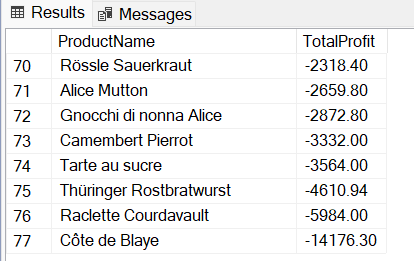 Results Messages
ProductName TotalProfit
70 Rössle Sauerkraut -2318.40
71 Alice Mutton -2659.80
72 Gnocchi di nonna Alice -2872.80
73 Camembert Pierrot -3332.00
74 Tarte au sucre -3564.00
75 Thüringer Rostbratwurst -4610.94
76 Raclette Courdavault -5984.00
77 Côte de Blaye -14176.30